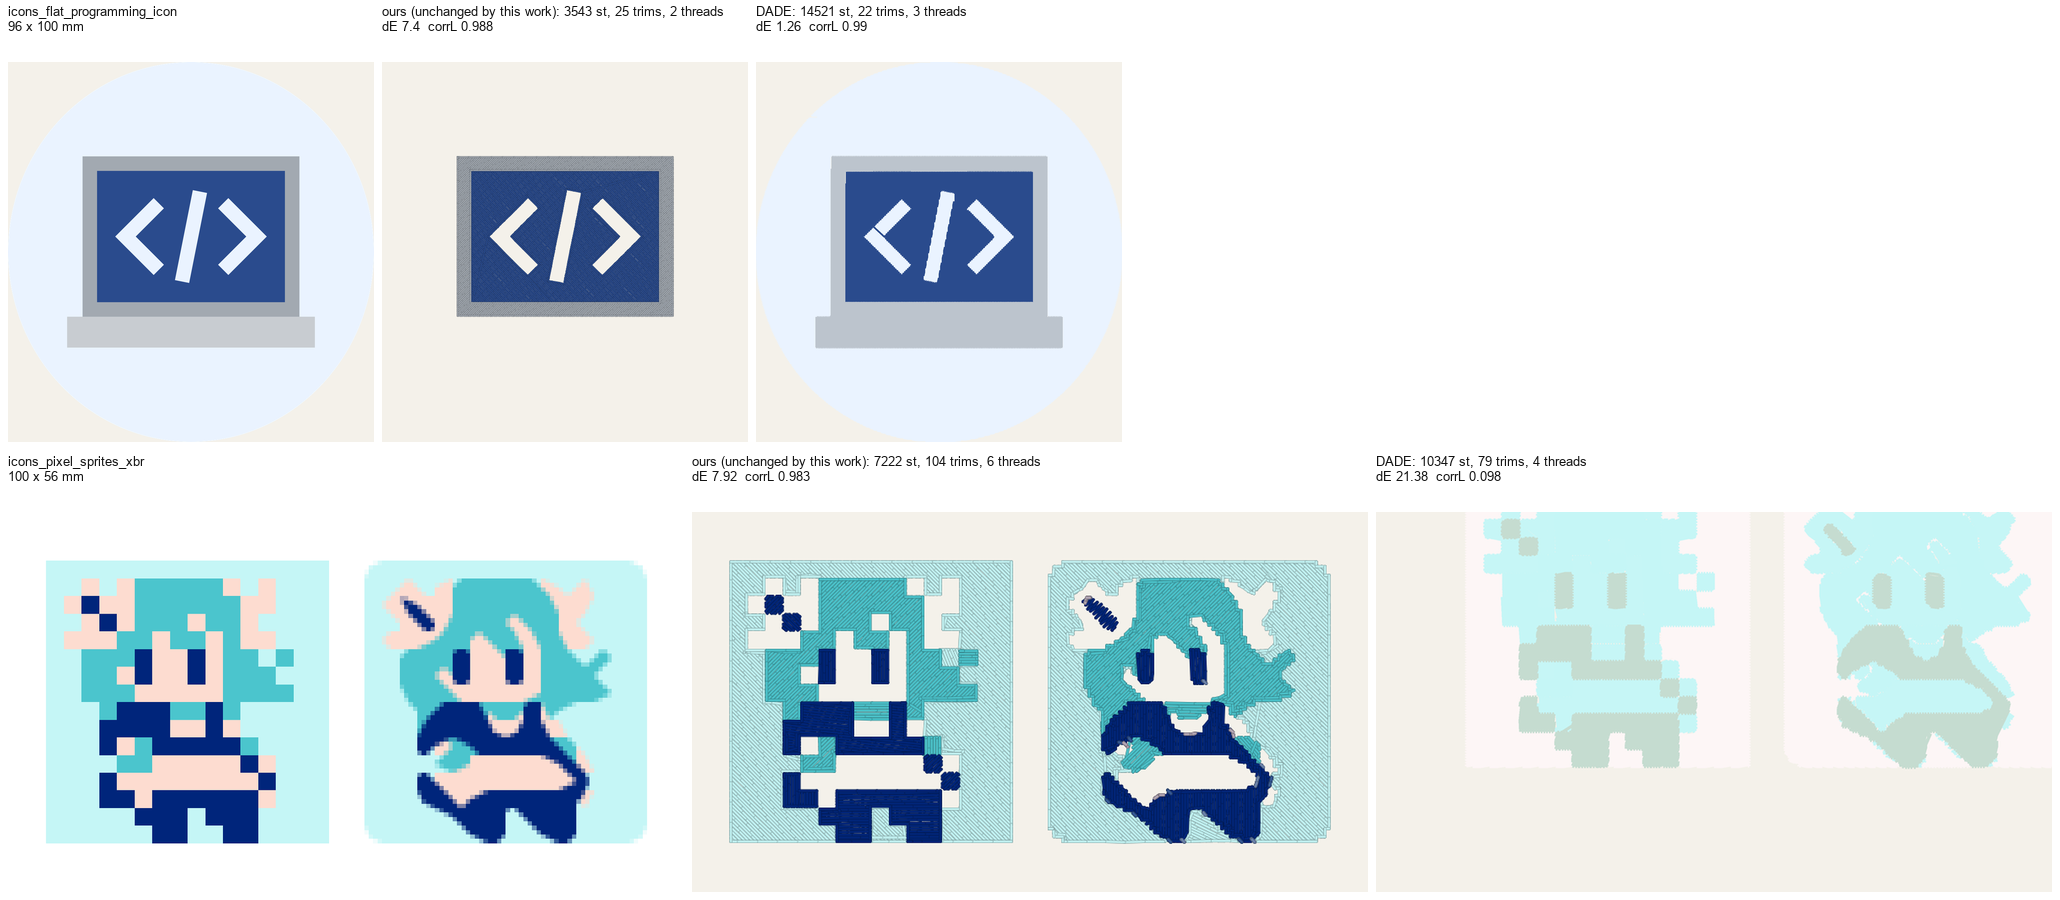 icons_flat_programming_icon
96 x 100 mm
ours (unchanged by this work): 3543 st, 25 trims, 2 threads
dE 7.4  corrL 0.988
DADE: 14521 st, 22 trims, 3 threads
dE 1.26  corrL 0.99
</>
</>
</>
icons_pixel_sprites_xbr
100 x 56 mm
ours (unchanged by this work): 7222 st, 104 trims, 6 threads
dE 7.92  corrL 0.983
DADE: 10347 st, 79 trims, 4 threads
dE 21.38  corrL 0.098